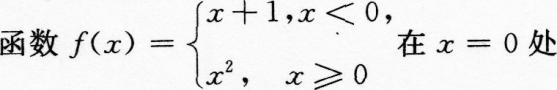 函数 f(x) = { x + 1, x < 0,
x², x ⩾ 0 在 x = 0 处